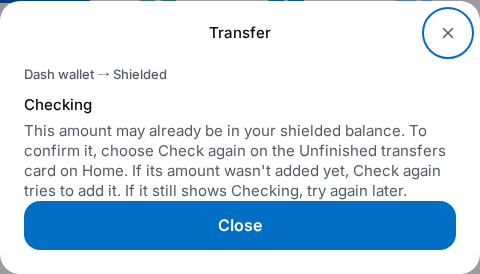 Transfer
Dash wallet → Shielded
Checking
This amount may already be in your shielded balance. To
confirm it, choose Check again on the Unfinished transfers
card on Home. If its amount wasn't added yet, Check again
tries to add it. If it still shows Checking, try again later.
Close